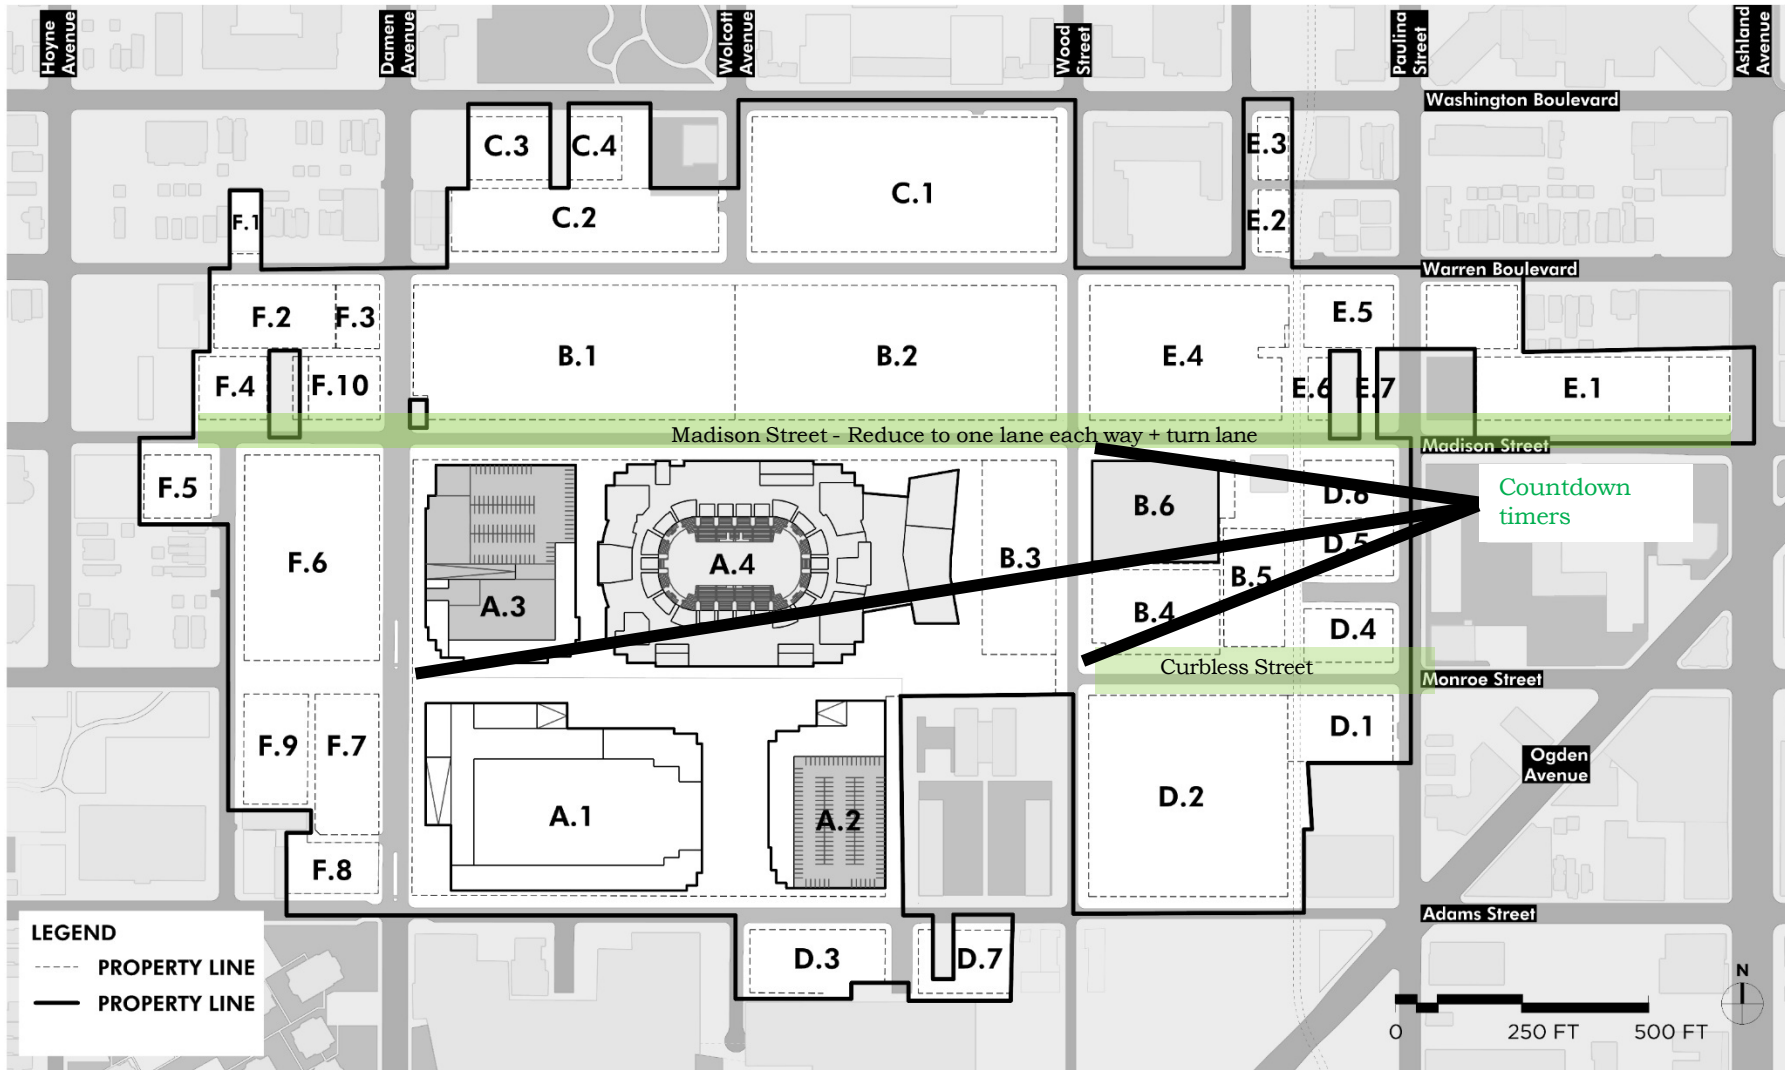 Hoyne
Avenue
Damen
Avenue
Wolcott
Avenue
Wood
Street
Paulina
Street
Ashland
Avenue
Washington Boulevard
C.3
C.4
E.3
C.1
C.2
E.2
F.1
Warren Boulevard
F.2
F.3
B.1
B.2
E.4
E.5
F.4
F.10
E.6
E.7
E.1
Madison Street - Reduce to one lane each way + turn lane
Madison Street
F.5
B.6
D.6
Countdown
timers
F.6
A.3
A.4
B.3
D.5
B.5
B.4
D.4
Curbless Street
Monroe Street
F.9
F.7
D.1
Ogden
Avenue
A.1
A.2
D.2
F.8
Adams Street
LEGEND
PROPERTY LINE
PROPERTY LINE
D.3
D.7
N
0
250 FT
500 FT